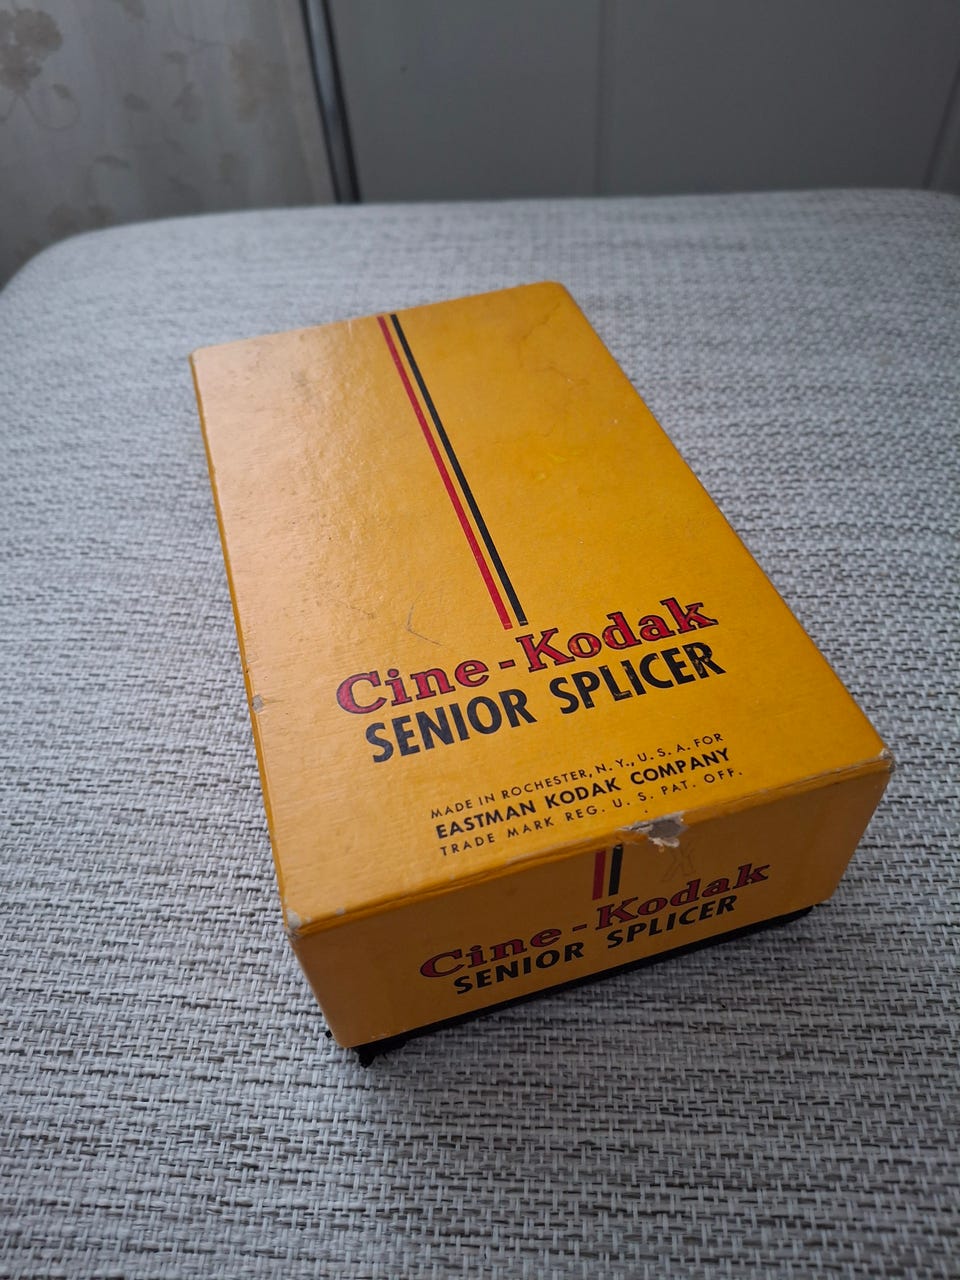 Cine-Kodak
SENIOR SPLICER
MADE IN ROCHESTER, N.Y., U.S.A. FOR
EASTMAN KODAK COMPANY
TRADE MARK REG. U. S. PAT. OFF.
Cine-Kodak
SENIOR SPLICER